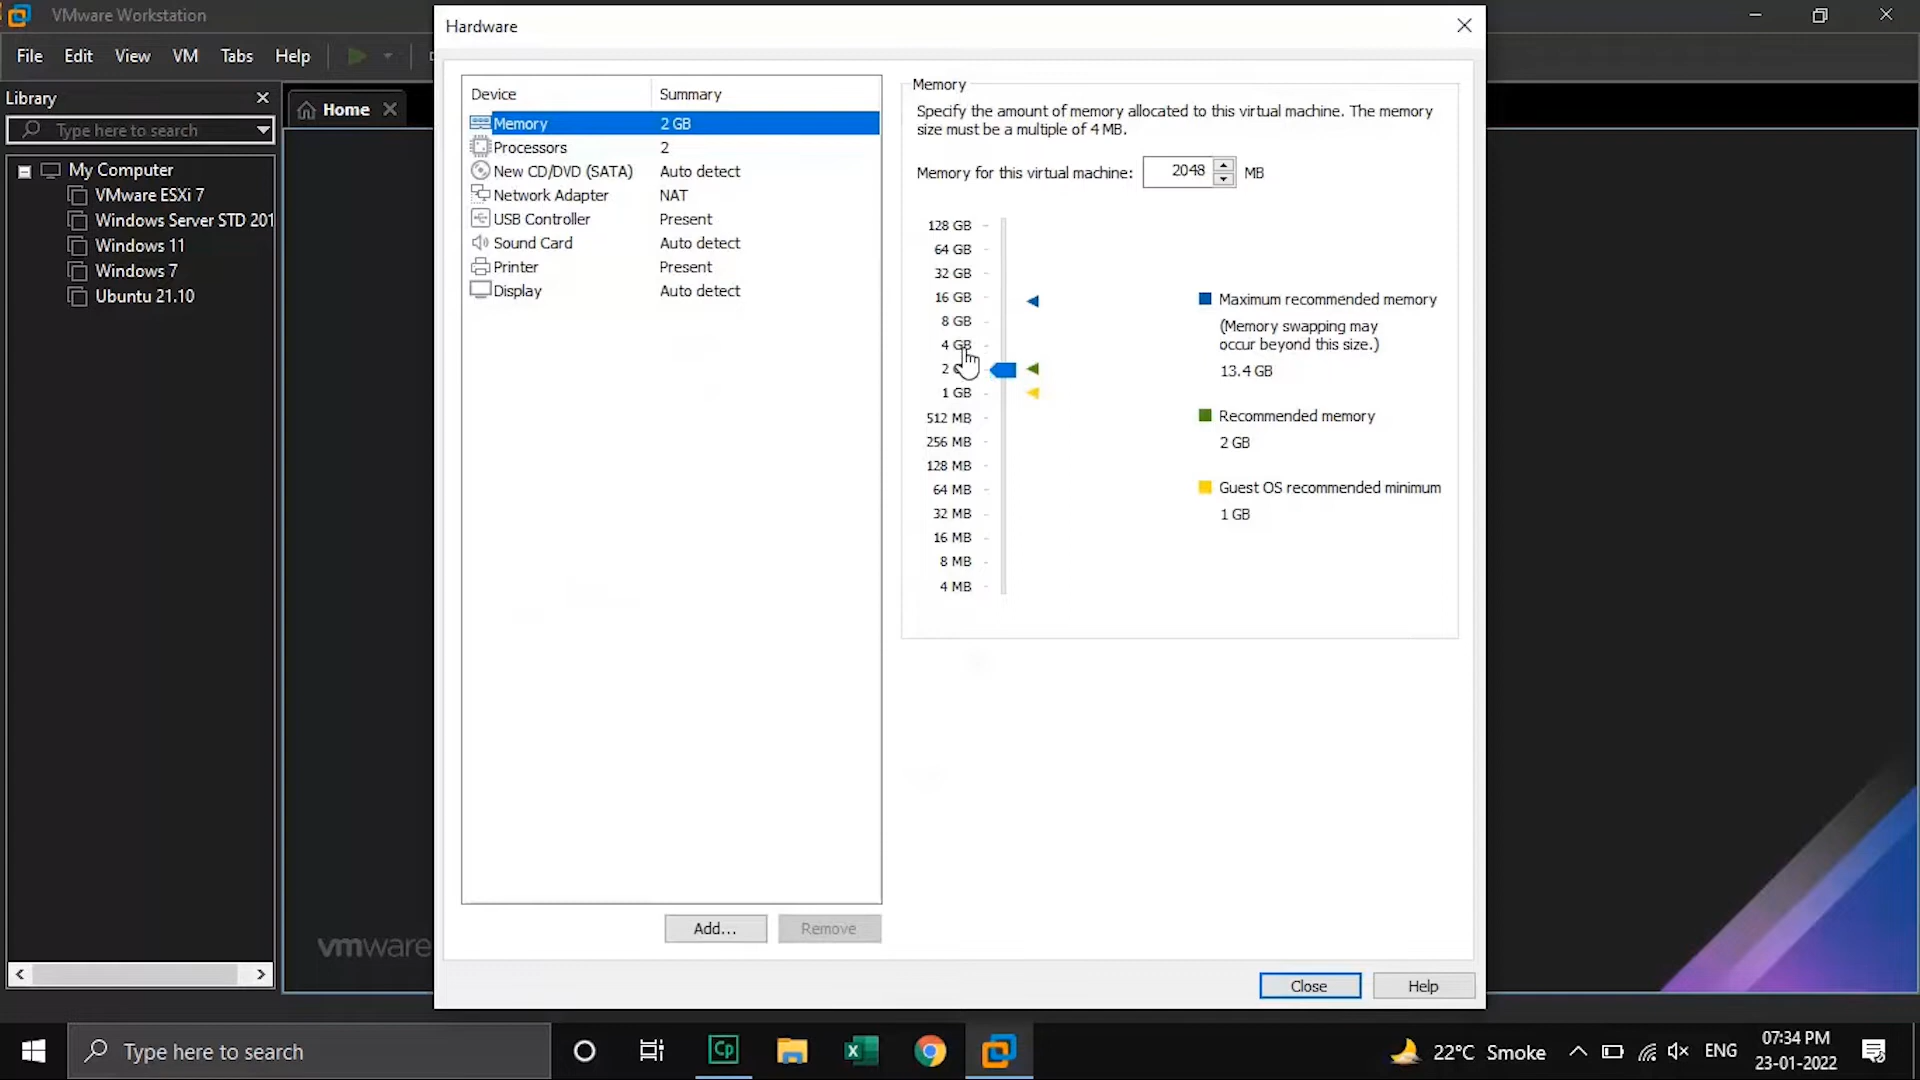 VMware Workstation
File Edit View VM Tabs Help
Library
Type here to search
My Computer
VMware ESXi 7
Windows Server STD 201
Windows 11
Windows 7
Ubuntu 21.10
Home
vmware
Hardware
Device Summary
Memory 2 GB
Processors 2
New CD/DVD (SATA) Auto detect
Network Adapter NAT
USB Controller Present
Sound Card Auto detect
Printer Present
Display Auto detect
Add...
Remove
Memory
Specify the amount of memory allocated to this virtual machine. The memory
size must be a multiple of 4 MB.
Memory for this virtual machine: 2048 MB
128 GB
64 GB
32 GB
16 GB
8 GB
4 GB
2
1 GB
512 MB
256 MB
128 MB
64 MB
32 MB
16 MB
8 MB
4 MB
Maximum recommended memory
(Memory swapping may
occur beyond this size.)
13.4 GB
Recommended memory
2 GB
Guest OS recommended minimum
1 GB
Close
Help
Type here to search
Cp
22°C Smoke
ENG
07:34 PM
23-01-2022